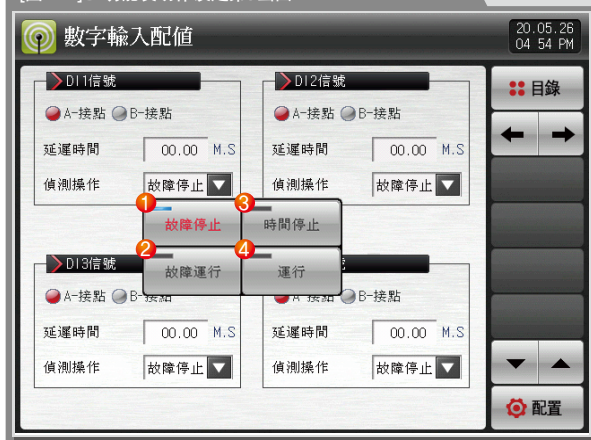 數字輸入配值
20.05.26
04 54 PM
DI1信號
DI2信號
目錄
A-接點 B-接點
A-接點 B-接點
延遲時間 00.00 M.S
延遲時間 00.00 M.S
偵測操作 故障停止
偵測操作 故障停止
1 故障停止
3 時間停止
2 故障運行
4 運行
DI3信號
A-接點 B-接點
A-接點 B-接點
延遲時間 00.00 M.S
延遲時間 00.00 M.S
偵測操作 故障停止
偵測操作 故障停止
配置